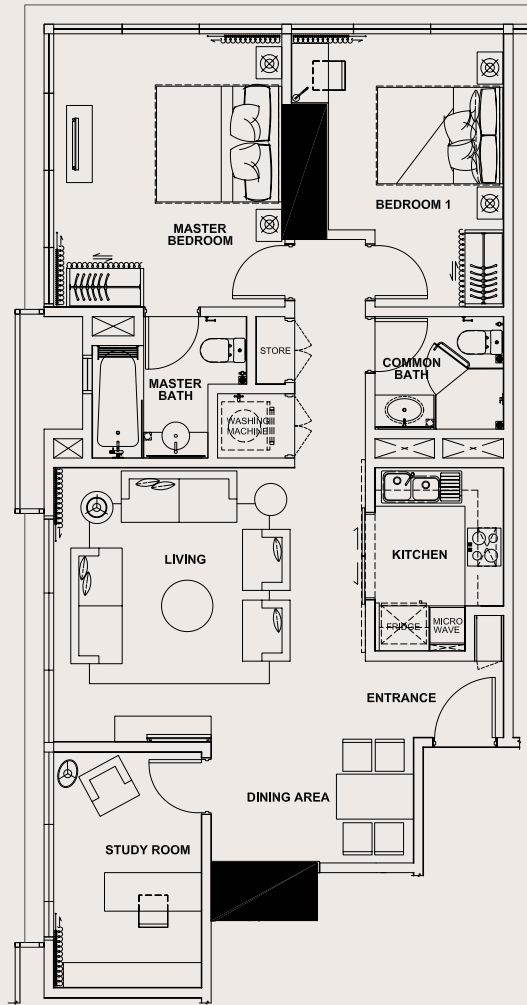 MASTER
BEDROOM
BEDROOM 1
STORE
MASTER
BATH
COMMON
BATH
WASHING
MACHINE
LIVING
KITCHEN
FRIDGE
MICRO
WAVE
ENTRANCE
DINING AREA
STUDY ROOM